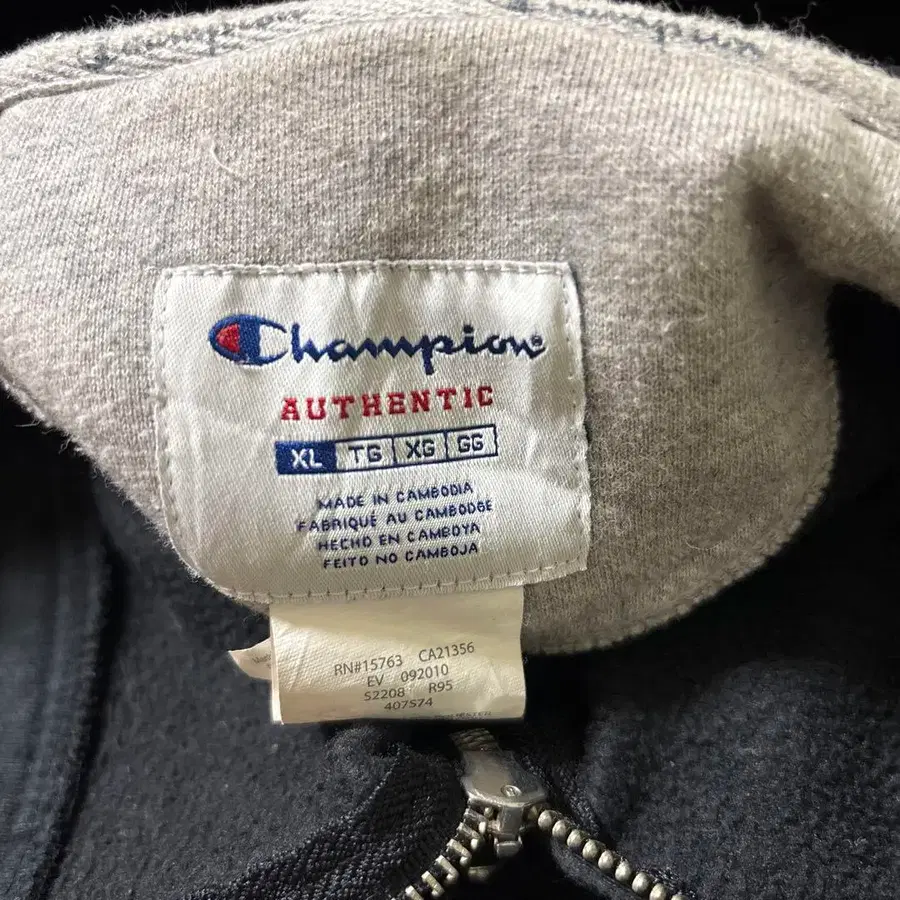 Champion
AUTHENTIC
XL TG XG GG
MADE IN CAMBODIA
FABRIQUÉ AU CAMBODGE
HECHO EN CAMBOYA
FEITO NO CAMBOJA
RN#15763 CA21356
EV 092010
S2208 R95
407574